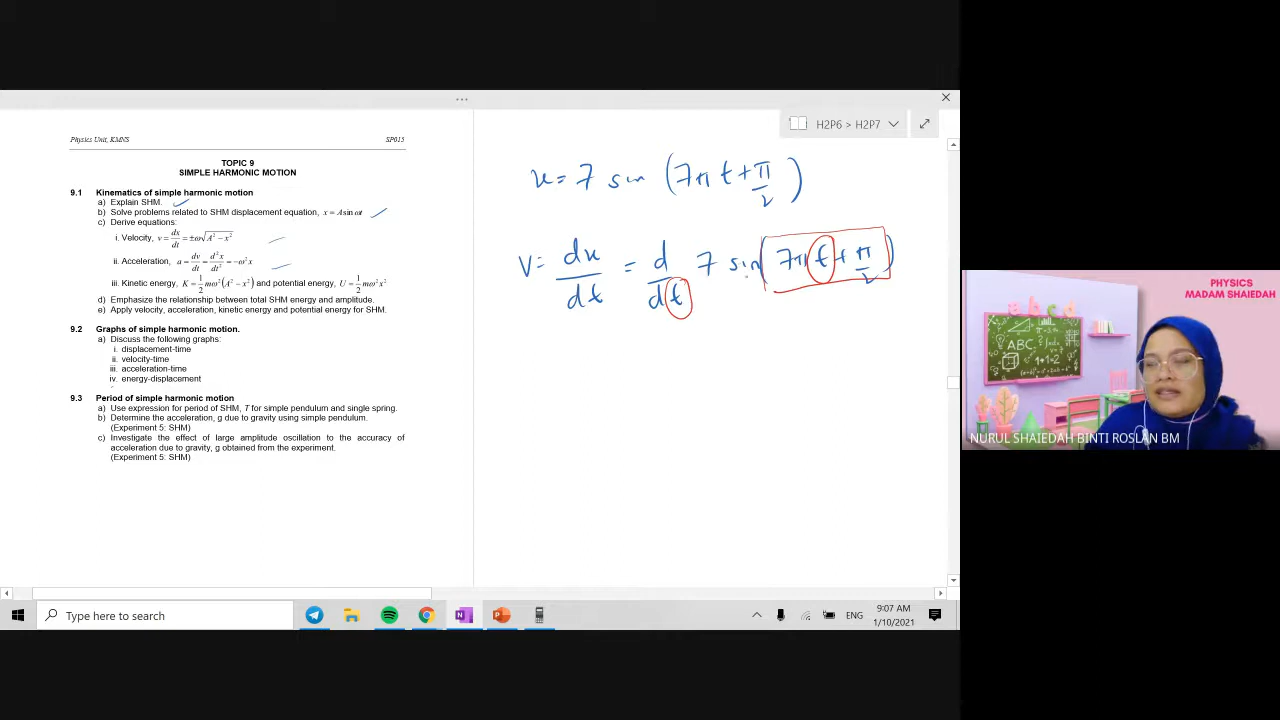 H2P6 > H2P7
Physics Unit, KMNS SP015
TOPIC 9
SIMPLE HARMONIC MOTION
9.1 Kinematics of simple harmonic motion
a) Explain SHM.
b) Solve problems related to SHM displacement equation, x = A sin ωt
c) Derive equations:
i. Velocity, v = dx/dt = ±ω√(A² − x²)
ii. Acceleration, a = dv/dt = d²x/dt² = −ω²x
iii. Kinetic energy, K = 1/2 mω²(A² − x²) and potential energy, U = 1/2 mω²x²
d) Emphasize the relationship between total SHM energy and amplitude.
e) Apply velocity, acceleration, kinetic energy and potential energy for SHM.
9.2 Graphs of simple harmonic motion.
a) Discuss the following graphs:
i. displacement-time
ii. velocity-time
iii. acceleration-time
iv. energy-displacement
9.3 Period of simple harmonic motion
a) Use expression for period of SHM, T for simple pendulum and single spring.
b) Determine the acceleration, g due to gravity using simple pendulum.
(Experiment 5: SHM)
c) Investigate the effect of large amplitude oscillation to the accuracy of
acceleration due to gravity, g obtained from the experiment.
(Experiment 5: SHM)
x = 7 sin (7π t + π/2)
v = dx/dt = d/dt 7 sin (7π t + π/2)
PHYSICS
MADAM SHAIEDAH
a b c d
ABC
1+1=2
NURUL SHAIEDAH BINTI ROSLAN BM
Type here to search
ENG
9:07 AM
1/10/2021